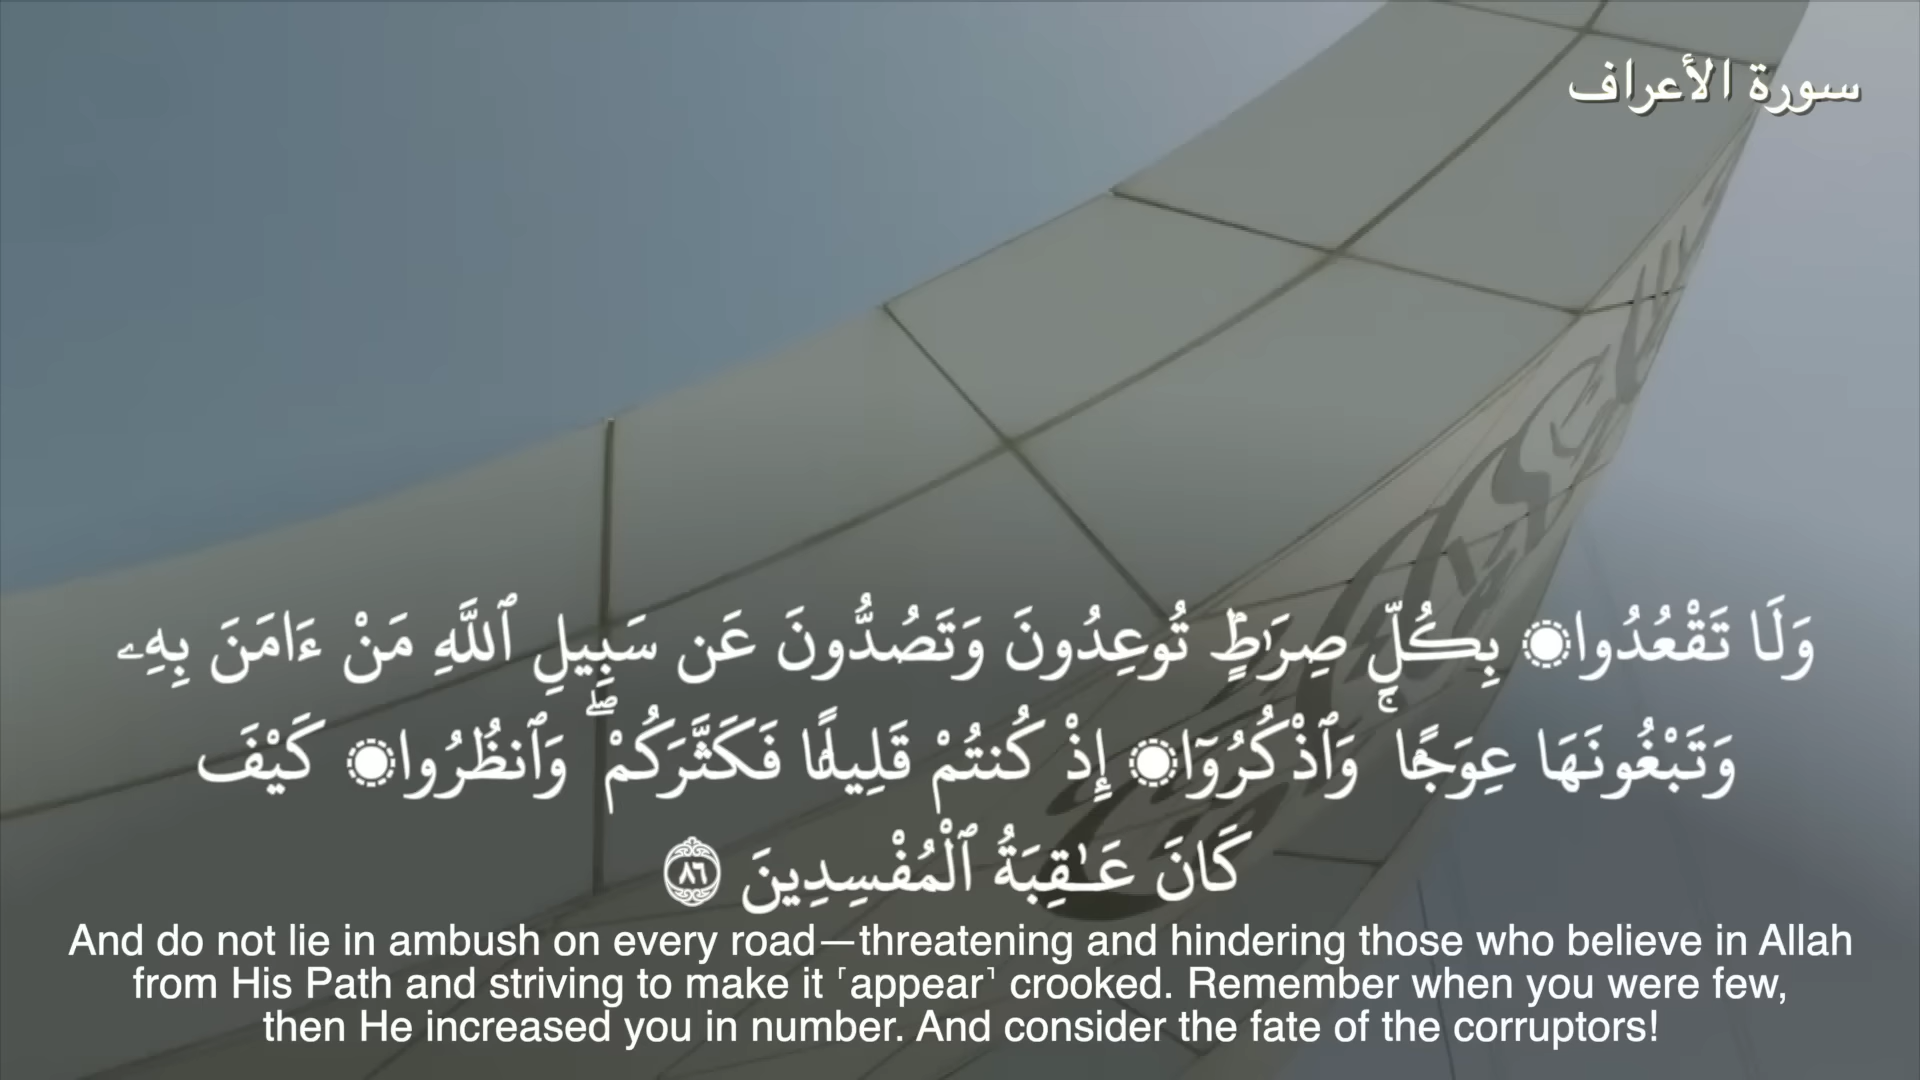 سورة الأعراف
وَلَا تَقْعُدُوا۟ بِكُلِّ صِرَٰطٍۢ تُوعِدُونَ وَتَصُدُّونَ عَن سَبِيلِ ٱللَّهِ مَنْ ءَامَنَ بِهِۦ
وَتَبْغُونَهَا عِوَجًۭا ۚ وَٱذْكُرُوٓا۟ إِذْ كُنتُمْ قَلِيلًۭا فَكَثَّرَكُمْ ۖ وَٱنظُرُوا۟ كَيْفَ
كَانَ عَـٰقِبَةُ ٱلْمُفْسِدِينَ ٨٦
And do not lie in ambush on every road—threatening and hindering those who believe in Allah
from His Path and striving to make it ˹appear˺ crooked. Remember when you were few,
then He increased you in number. And consider the fate of the corruptors!